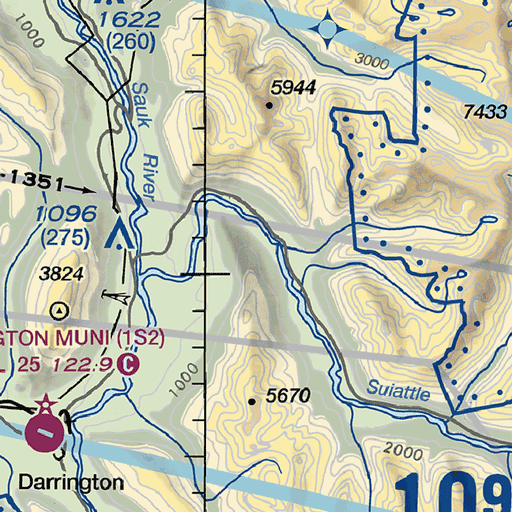 1000
1622
(260)
3000
5944
7433
Sauk River
1351
1096
(275)
3824
GTON MUNI (1S2)
L 25 122.9 C
1000
5670
Suiattle
2000
Darrington
109